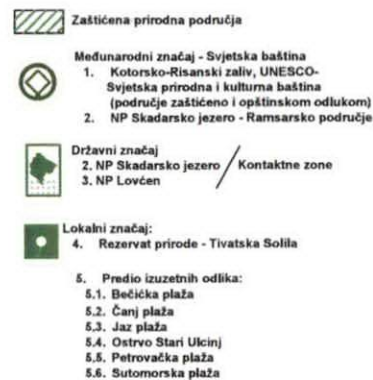 Zaštićena prirodna područja
Međunarodni značaj - Svjetska baština
1. Kotorsko-Risanski zaliv, UNESCO-
Svjetska prirodna i kulturna baština
(područje zaštićeno i opštinskom odlukom)
2. NP Skadarsko jezero - Ramsarsko područje
Državni značaj
2. NP Skadarsko jezero / Kontaktne zone
3. NP Lovćen
Lokalni značaj:
4. Rezervat prirode - Tivatska Solila
5. Predio izuzetnih odlika:
5.1. Bečićka plaža
5.2. Čanj plaža
5.3. Jaz plaža
5.4. Ostrvo Stari Ulcinj
5.5. Petrovačka plaža
5.6. Sutomorska plaža